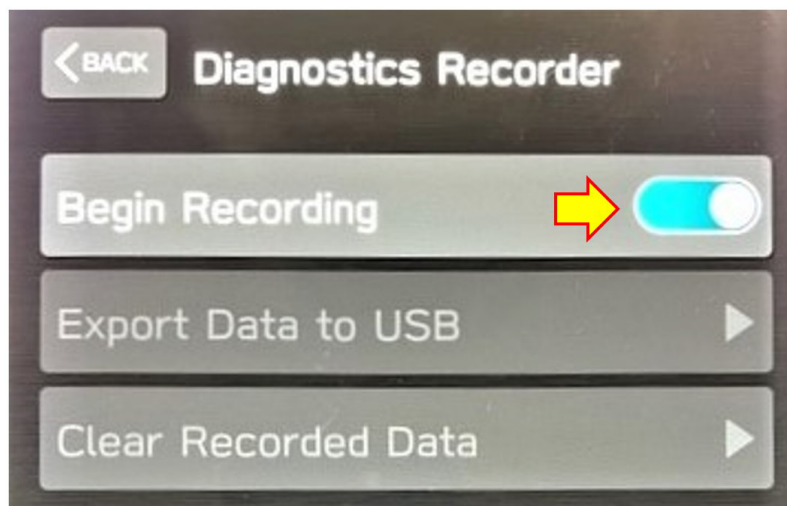 BACK
Diagnostics Recorder
Begin Recording
Export Data to USB
Clear Recorded Data